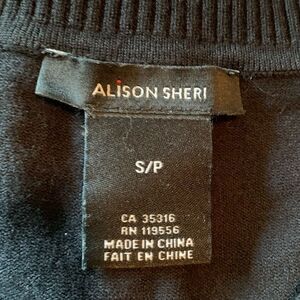 ALISON SHERI
S/P
CA 35316
RN 119556
MADE IN CHINA
FAIT EN CHINE